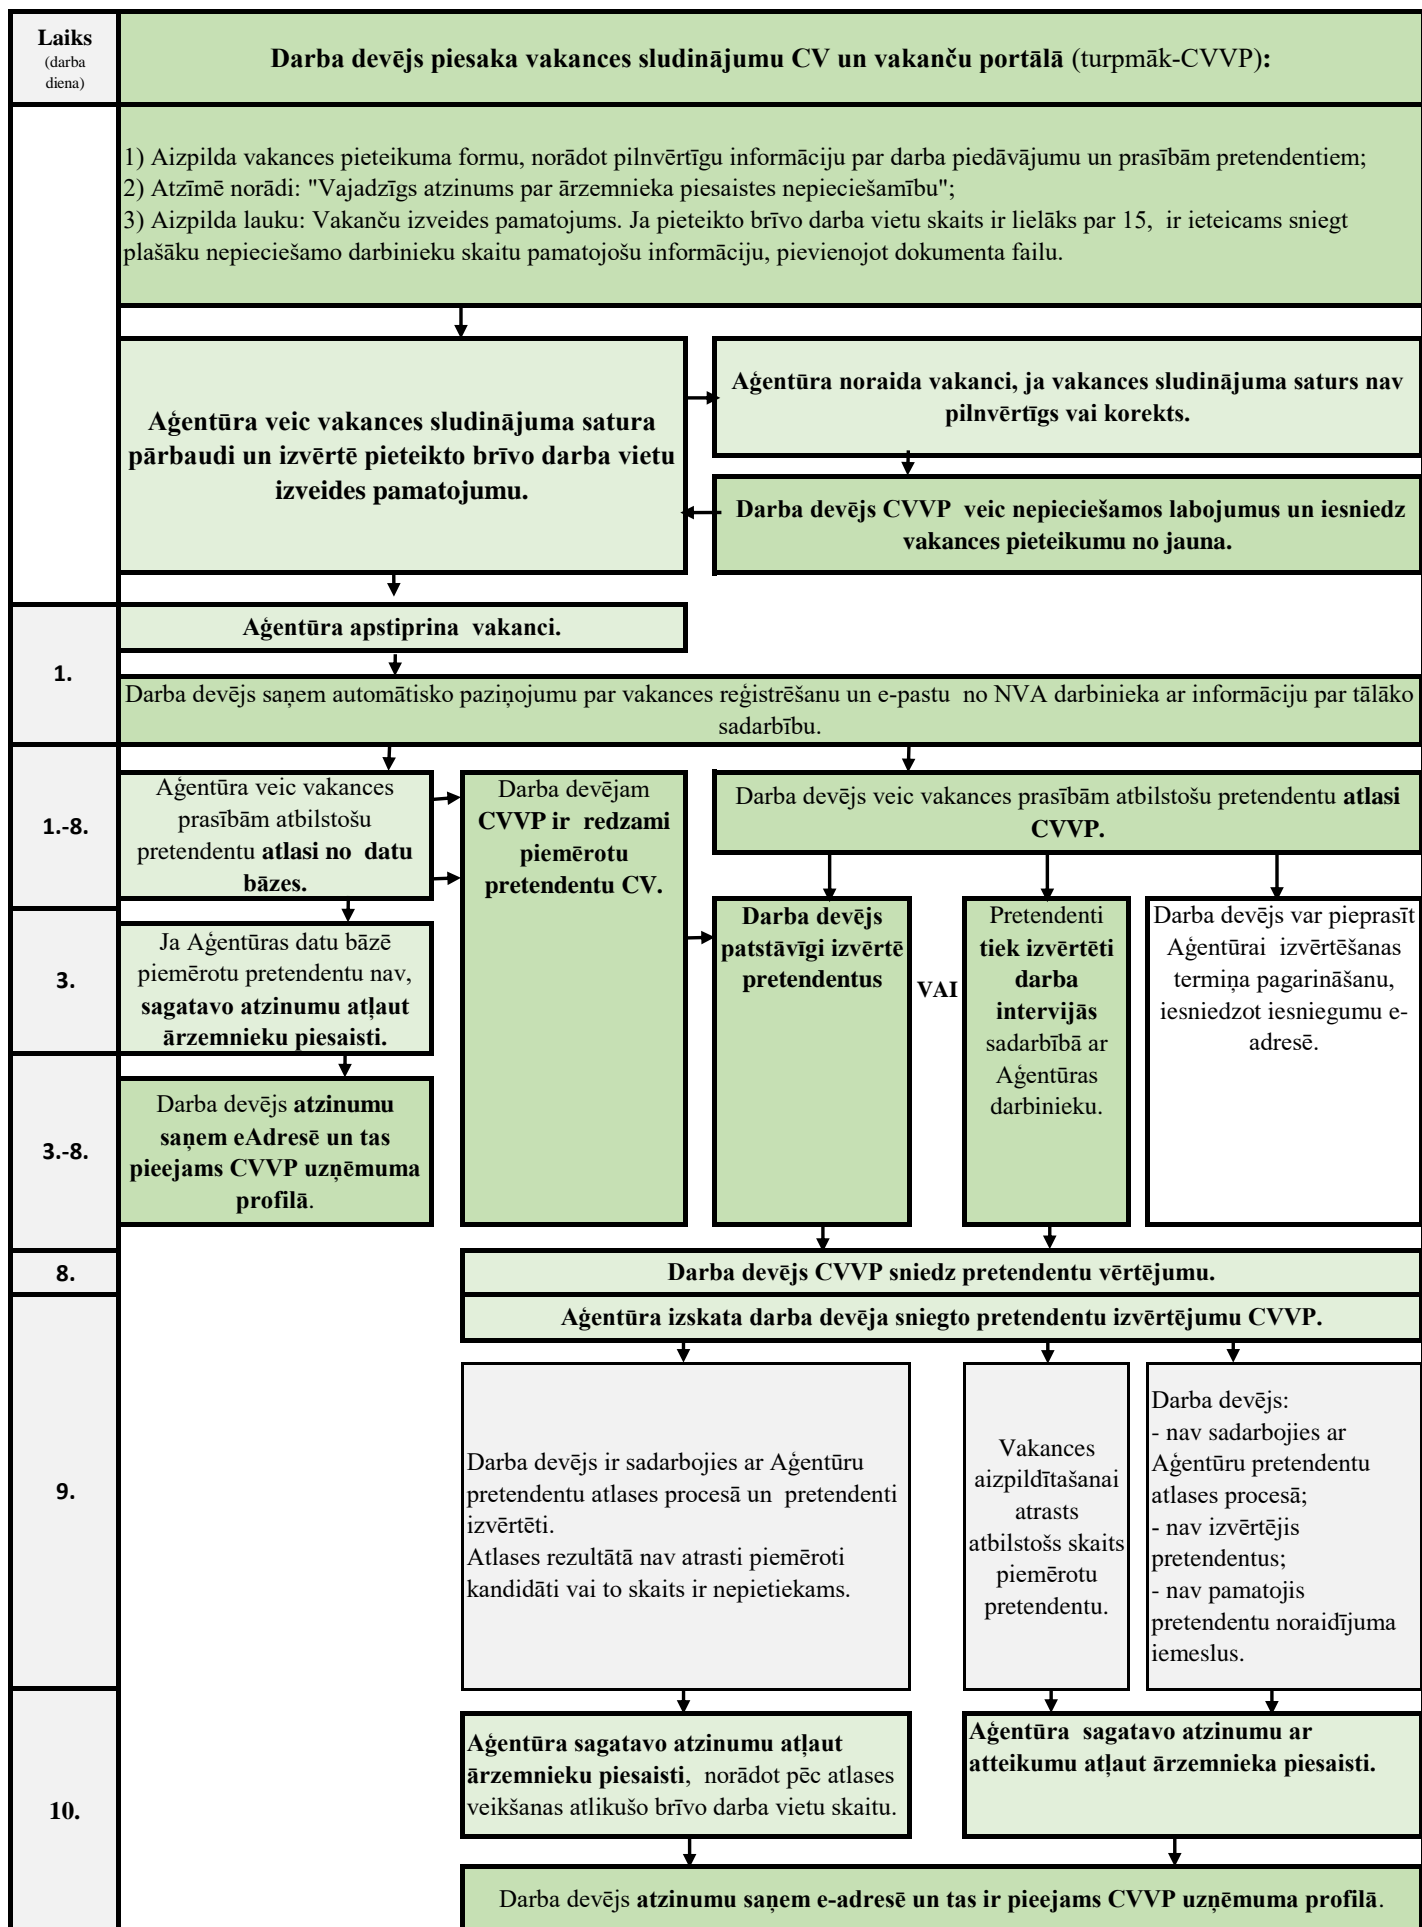 Laiks
(darba
diena)
Darba devējs piesaka vakances sludinājumu CV un vakanču portālā (turpmāk-CVVP):
1) Aizpilda vakances pieteikuma formu, norādot pilnvērtīgu informāciju par darba piedāvājumu un prasībām pretendentiem;
2) Atzīmē norādi: "Vajadzīgs atzinums par ārzemnieka piesaistes nepieciešamību";
3) Aizpilda lauku: Vakanču izveides pamatojums. Ja pieteikto brīvo darba vietu skaits ir lielāks par 15, ir ieteicams sniegt
plašāku nepieciešamo darbinieku skaitu pamatojošu informāciju, pievienojot dokumenta failu.
Aģentūra veic vakances sludinājuma satura
pārbaudi un izvērtē pieteikto brīvo darba vietu
izveides pamatojumu.
Aģentūra noraida vakanci, ja vakances sludinājuma saturs nav
pilnvērtīgs vai korekts.
Darba devējs CVVP veic nepieciešamos labojumus un iesniedz
vakances pieteikumu no jauna.
1.
Aģentūra apstiprina vakanci.
Darba devējs saņem automātisko paziņojumu par vakances reģistrēšanu un e-pastu no NVA darbinieka ar informāciju par tālāko
sadarbību.
1.-8.
Aģentūra veic vakances
prasībām atbilstošu
pretendentu atlasi no datu
bāzes.
Darba devējam
CVVP ir redzami
piemērotu
pretendentu CV.
Darba devējs veic vakances prasībām atbilstošu pretendentu atlasi
CVVP.
3.
Ja Aģentūras datu bāzē
piemērotu pretendentu nav,
sagatavo atzinumu atļaut
ārzemnieku piesaisti.
Darba devējs
patstāvīgi izvērtē
pretendentus
VAI
Pretendenti
tiek izvērtēti
darba
intervijās
sadarbībā ar
Aģentūras
darbinieku.
Darba devējs var pieprasīt
Aģentūrai izvērtēšanas
termiņa pagarināšanu,
iesniedzot iesniegumu e-
adresē.
3.-8.
Darba devējs atzinumu
saņem eAdresē un tas
pieejams CVVP uzņēmuma
profilā.
8.
Darba devējs CVVP sniedz pretendentu vērtējumu.
9.
Aģentūra izskata darba devēja sniegto pretendentu izvērtējumu CVVP.
Darba devējs ir sadarbojies ar Aģentūru
pretendentu atlases procesā un pretendenti
izvērtēti.
Atlases rezultātā nav atrasti piemēroti
kandidāti vai to skaits ir nepietiekams.
Vakances
aizpildītašanai
atrasts
atbilstošs skaits
piemērotu
pretendentu.
Darba devējs:
- nav sadarbojies ar
Aģentūru pretendentu
atlases procesā;
- nav izvērtējis
pretendentus;
- nav pamatojis
pretendentu noraidījuma
iemeslus.
10.
Aģentūra sagatavo atzinumu atļaut
ārzemnieku piesaisti, norādot pēc atlases
veikšanas atlikušo brīvo darba vietu skaitu.
Aģentūra sagatavo atzinumu ar
atteikumu atļaut ārzemnieka piesaisti.
Darba devējs atzinumu saņem e-adresē un tas ir pieejams CVVP uzņēmuma profilā.